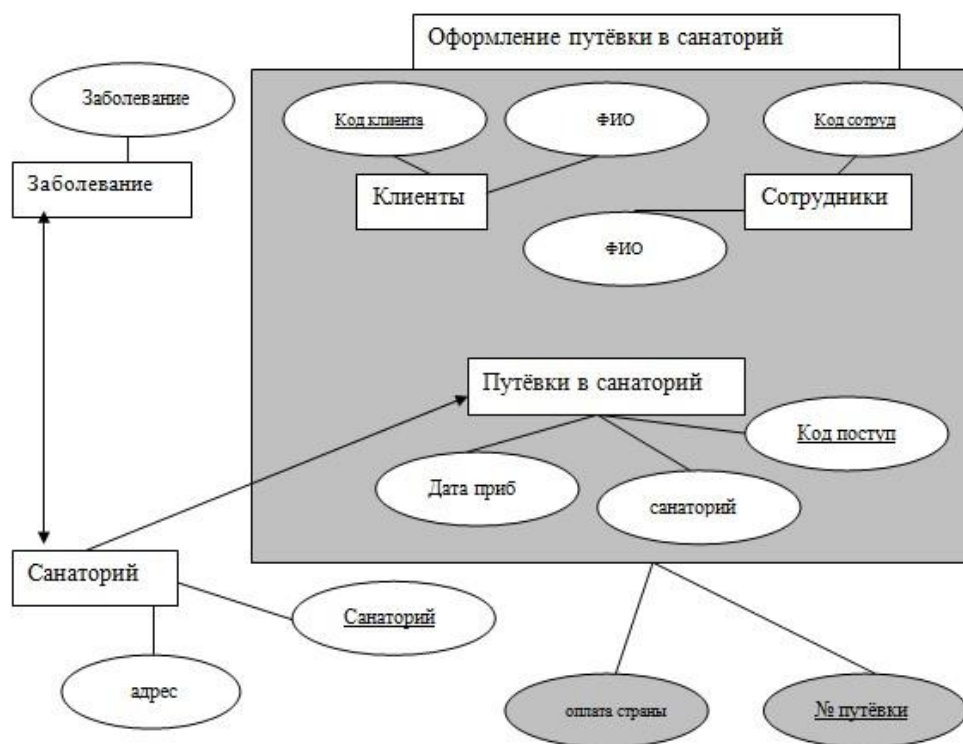 Оформление путёвки в санаторий
Заболевание
Код клиента
ФИО
Код сотруд
Заболевание
Клиенты
Сотрудники
ФИО
Путёвки в санаторий
Код поступ
Дата приб
санаторий
Санаторий
Санаторий
адрес
оплата страны
№ путёвки